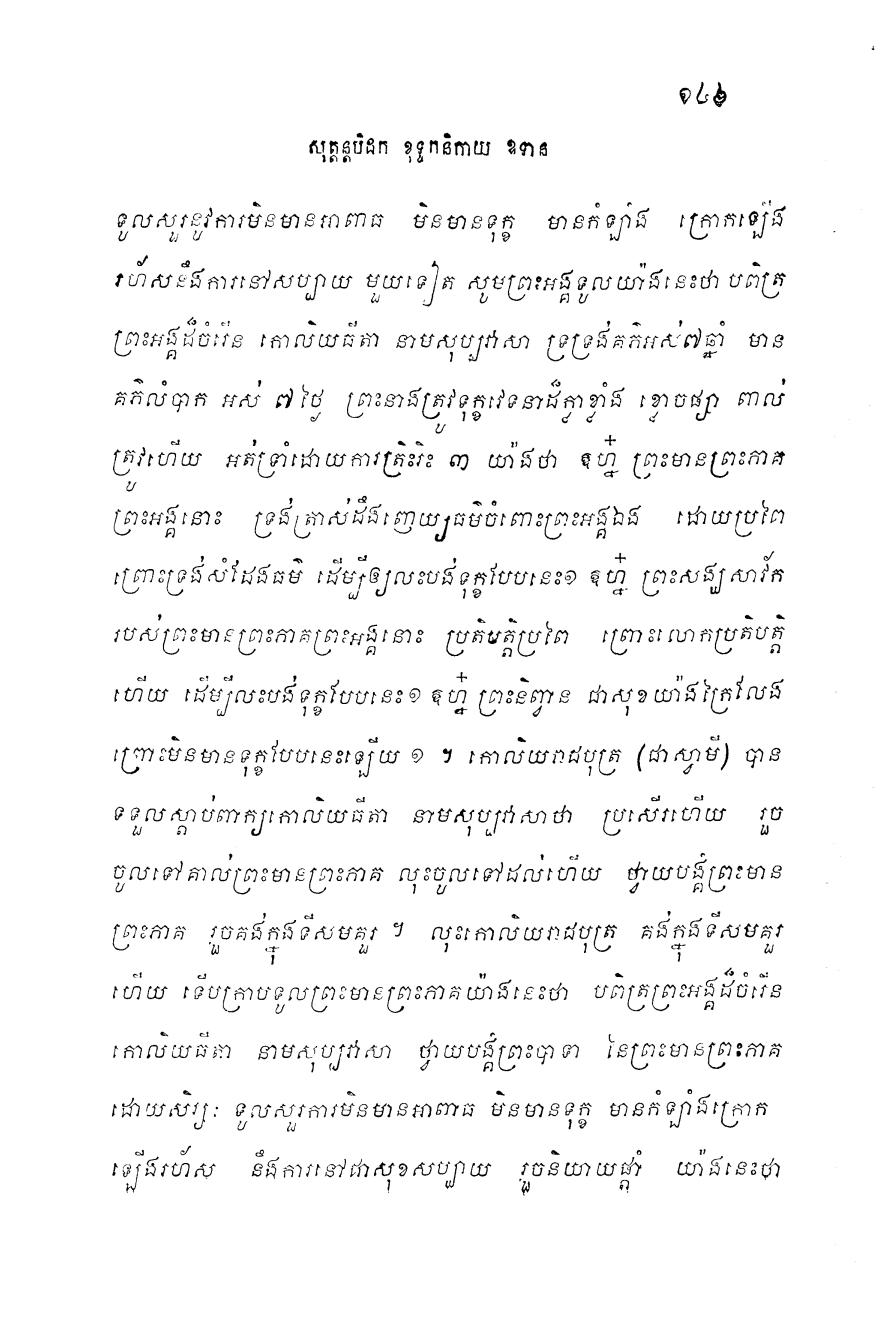 ១៤៦
សុត្តន្តបិដក ខុទ្ទកនិកាយ ឧទាន
ទូលសួរនូវការមិនមានអាពាធ មិនមានទុក្ខ មានកំឡាំង ក្រោកឡើង
រហ័សនឹងការនៅសប្បាយ មួយទៀត សូមព្រះអង្គទូលយ៉ាងនេះថា បពិត្រ
ព្រះអង្គដ៏ចំរើន កោលិយធីតា នាមសុប្បវាសា ទ្រទ្រង់គភ៌អស់៧ឆ្នាំ មាន
គភ៌លំបាក អស់ ៧ ថ្ងៃ ព្រះនាងត្រូវទុក្ខវេទនាដ៏ក្លាខ្លាំង ខ្ទោចផ្សា ពាល់
ត្រូវហើយ អត់ទ្រាំដោយការត្រិះរិះ ៣ យ៉ាងថា ឧហ្ន៎ ព្រះមានព្រះភាគ
ព្រះអង្គនោះ ទ្រង់ត្រាស់ដឹងញេយ្យធម៌ចំពោះព្រះអង្គឯង ដោយប្រពៃ
ព្រោះទ្រង់សំដែងធម៌ ដើម្បីឲ្យលះបង់ទុក្ខបែបនេះ១ ឧហ្ន៎ ព្រះសង្ឃសាវ័ក
របស់ព្រះមានព្រះភាគព្រះអង្គនោះ ប្រតិបត្តិប្រពៃ ព្រោះលោកប្រតិបត្តិ
ហើយ ដើម្បីលះបង់ទុក្ខបែបនេះ១ ឧហ្ន៎ ព្រះនិព្វាន ជាសុខយ៉ាងក្រៃលែង
ព្រោះមិនមានទុក្ខបែបនេះឡើយ ១ ។ កោលិយរាជបុត្រ (ជាស្វាមី) បាន
ទទួលស្តាប់ពាក្យកោលិយធីតា នាមសុប្បវាសាថា ប្រសើរហើយ រួច
ចូលទៅគាល់ព្រះមានព្រះភាគ លុះចូលទៅដល់ហើយ ថ្វាយបង្គំព្រះមាន
ព្រះភាគ រួចគង់ក្នុងទីសមគួរ ។ លុះកោលិយរាជបុត្រ គង់ក្នុងទីសមគួរ
ហើយ ទើបក្រាបទូលព្រះមានព្រះភាគយ៉ាងនេះថា បពិត្រព្រះអង្គដ៏ចំរើន
កោលិយធីតា នាមសុប្បវាសា ថ្វាយបង្គំព្រះបាទា នៃព្រះមានព្រះភាគ
ដោយសិរ្សៈ ទូលសួរការមិនមានអាពាធ មិនមានទុក្ខ មានកំឡាំងក្រោក
ឡើងរហ័ស នឹងការនៅជាសុខសប្បាយ រួចនិយាយផ្តាំ យ៉ាងនេះថា